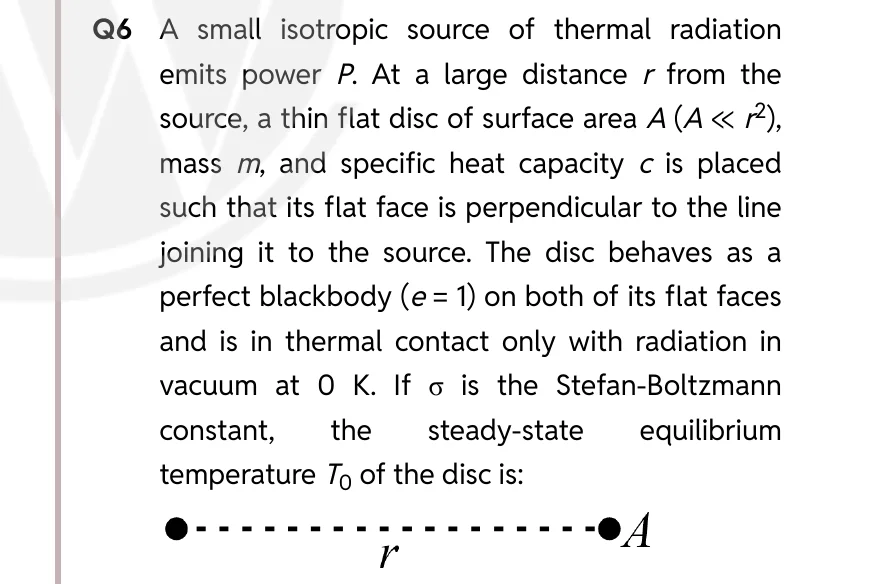 Q6 A small isotropic source of thermal radiation
emits power P. At a large distance r from the
source, a thin flat disc of surface area A (A ≪ r²),
mass m, and specific heat capacity c is placed
such that its flat face is perpendicular to the line
joining it to the source. The disc behaves as a
perfect blackbody (e = 1) on both of its flat faces
and is in thermal contact only with radiation in
vacuum at 0 K. If σ is the Stefan-Boltzmann
constant, the steady-state equilibrium
temperature T₀ of the disc is:
A
r